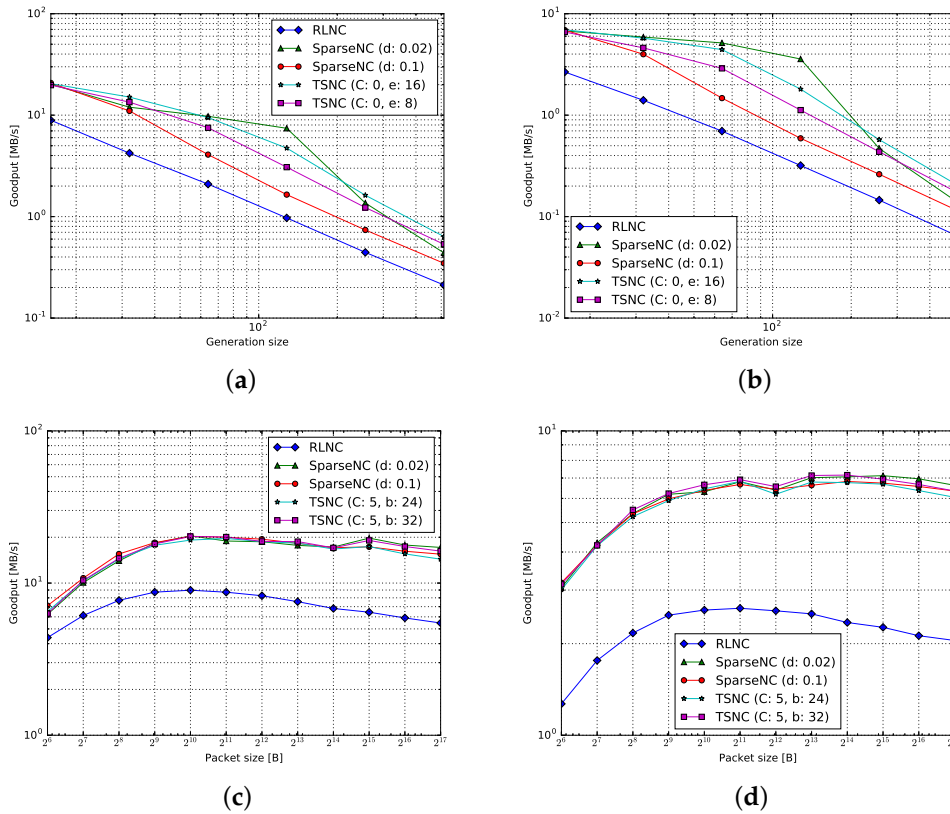 10^2
10^1
10^0
10^-1
Goodput [MB/s]
RLNC
SparseNC (d: 0.02)
SparseNC (d: 0.1)
TSNC (C: 0, e: 16)
TSNC (C: 0, e: 8)
10^2
Generation size
(a)
10^1
10^0
10^-1
10^-2
Goodput [MB/s]
RLNC
SparseNC (d: 0.02)
SparseNC (d: 0.1)
TSNC (C: 0, e: 16)
TSNC (C: 0, e: 8)
10^2
Generation size
(b)
10^2
10^1
10^0
Goodput [MB/s]
RLNC
SparseNC (d: 0.02)
SparseNC (d: 0.1)
TSNC (C: 5, b: 24)
TSNC (C: 5, b: 32)
2^6 2^7 2^8 2^9 2^10 2^11 2^12 2^13 2^14 2^15 2^16 2^17
Packet size [B]
(c)
10^1
10^0
Goodput [MB/s]
RLNC
SparseNC (d: 0.02)
SparseNC (d: 0.1)
TSNC (C: 5, b: 24)
TSNC (C: 5, b: 32)
2^6 2^7 2^8 2^9 2^10 2^11 2^12 2^13 2^14 2^15 2^16
Packet size [B]
(d)